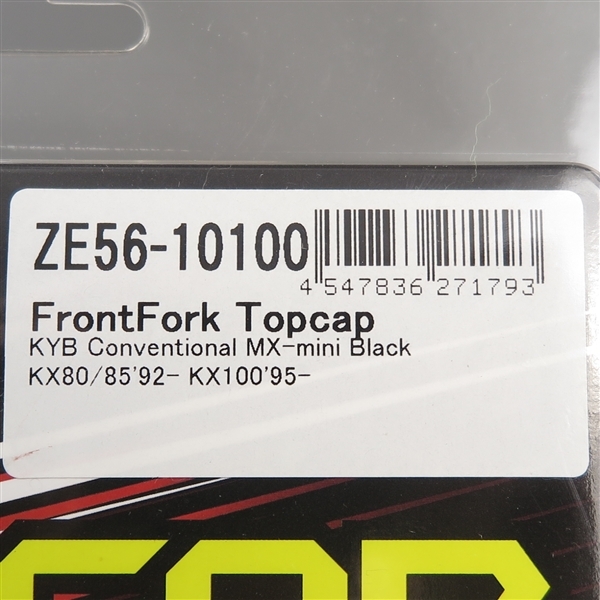 ZE56-10100
4 547836 271793
FrontFork Topcap
KYB Conventional MX-mini Black
KX80/85'92- KX100'95-